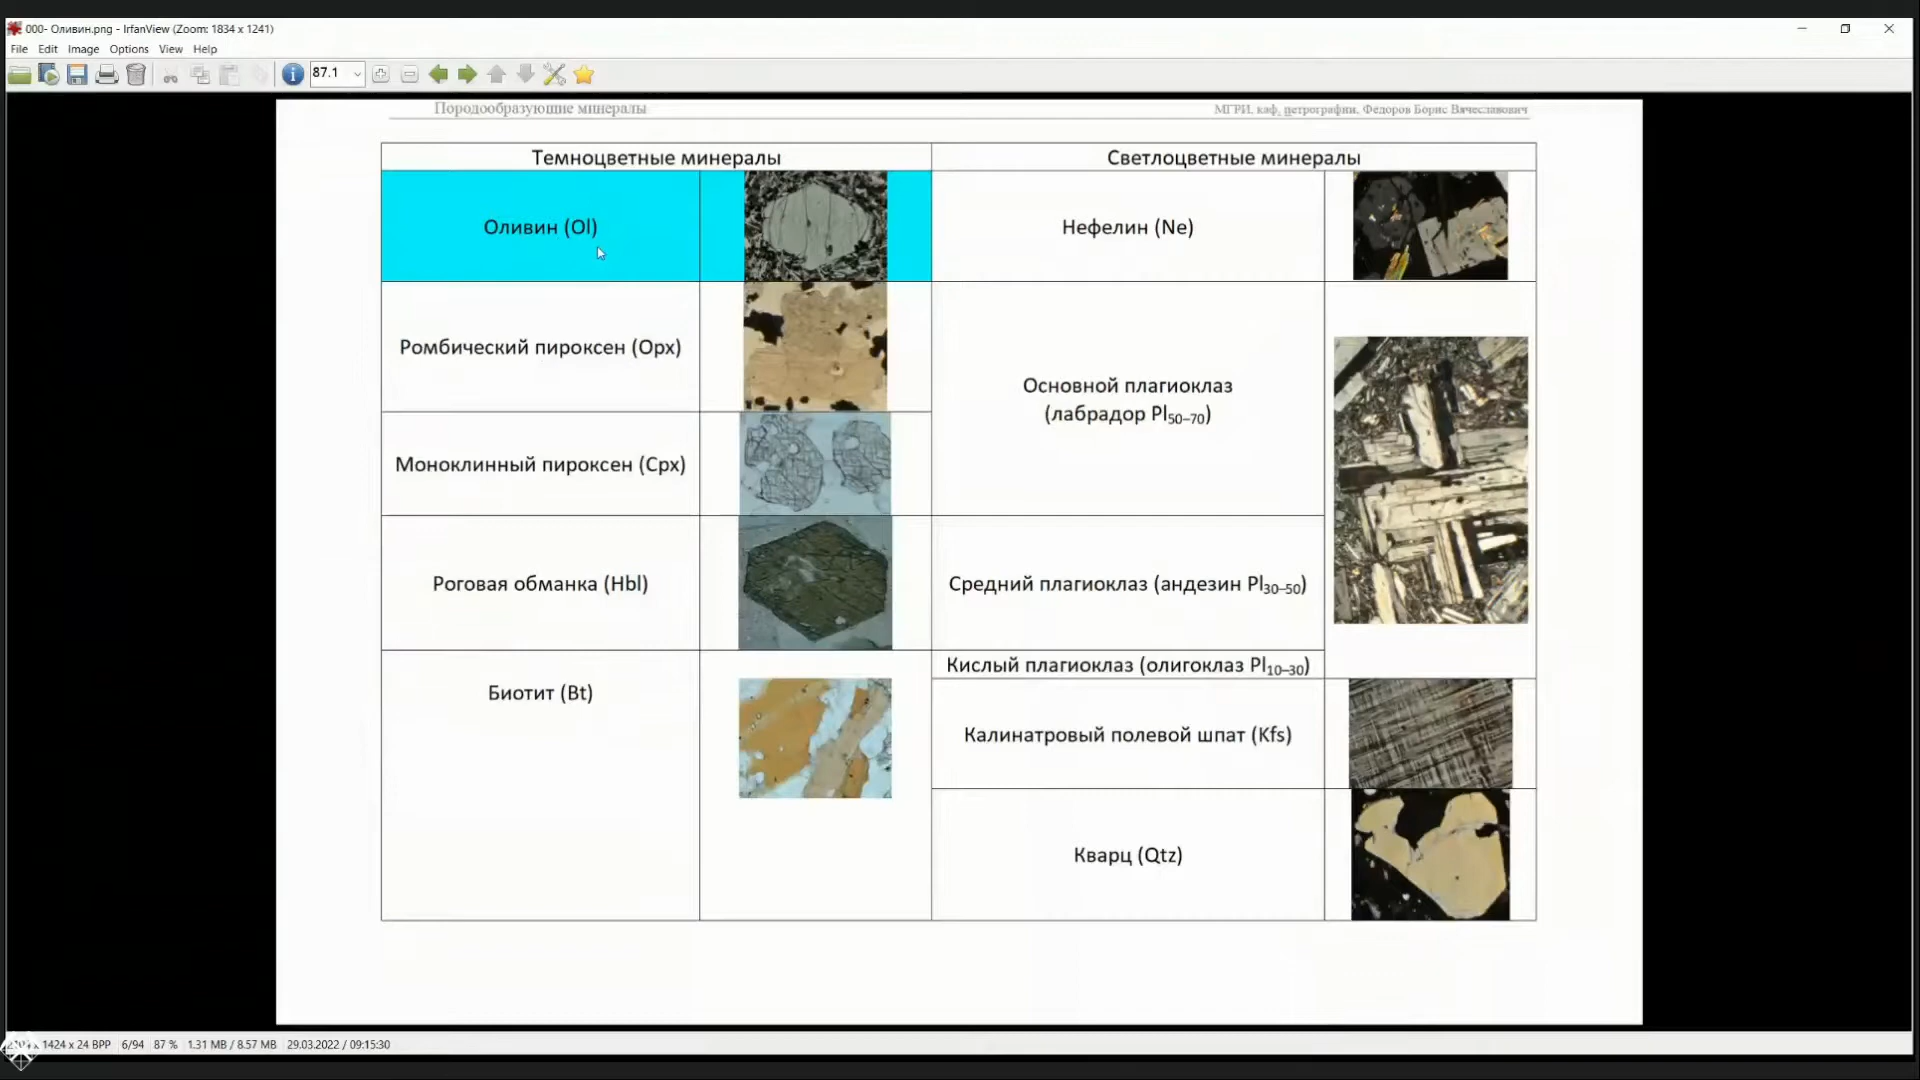 000- Оливин.png - IrfanView (Zoom: 1834 x 1241)
File Edit Image Options View Help
87.1
Породообразующие минералы
МГРИ, каф. петрографии, Федоров Борис Вячеславович
Темноцветные минералы
Светлоцветные минералы
Оливин (Ol)
Нефелин (Ne)
Ромбический пироксен (Opx)
Основной плагиоклаз
(лабрадор Pl50–70)
Моноклинный пироксен (Cpx)
Роговая обманка (Hbl)
Средний плагиоклаз (андезин Pl30–50)
Кислый плагиоклаз (олигоклаз Pl10–30)
Биотит (Bt)
Калинатровый полевой шпат (Kfs)
Кварц (Qtz)
x 1424 x 24 BPP 6/94 87 % 1.31 MB / 8.57 MB 29.03.2022 / 09:15:30